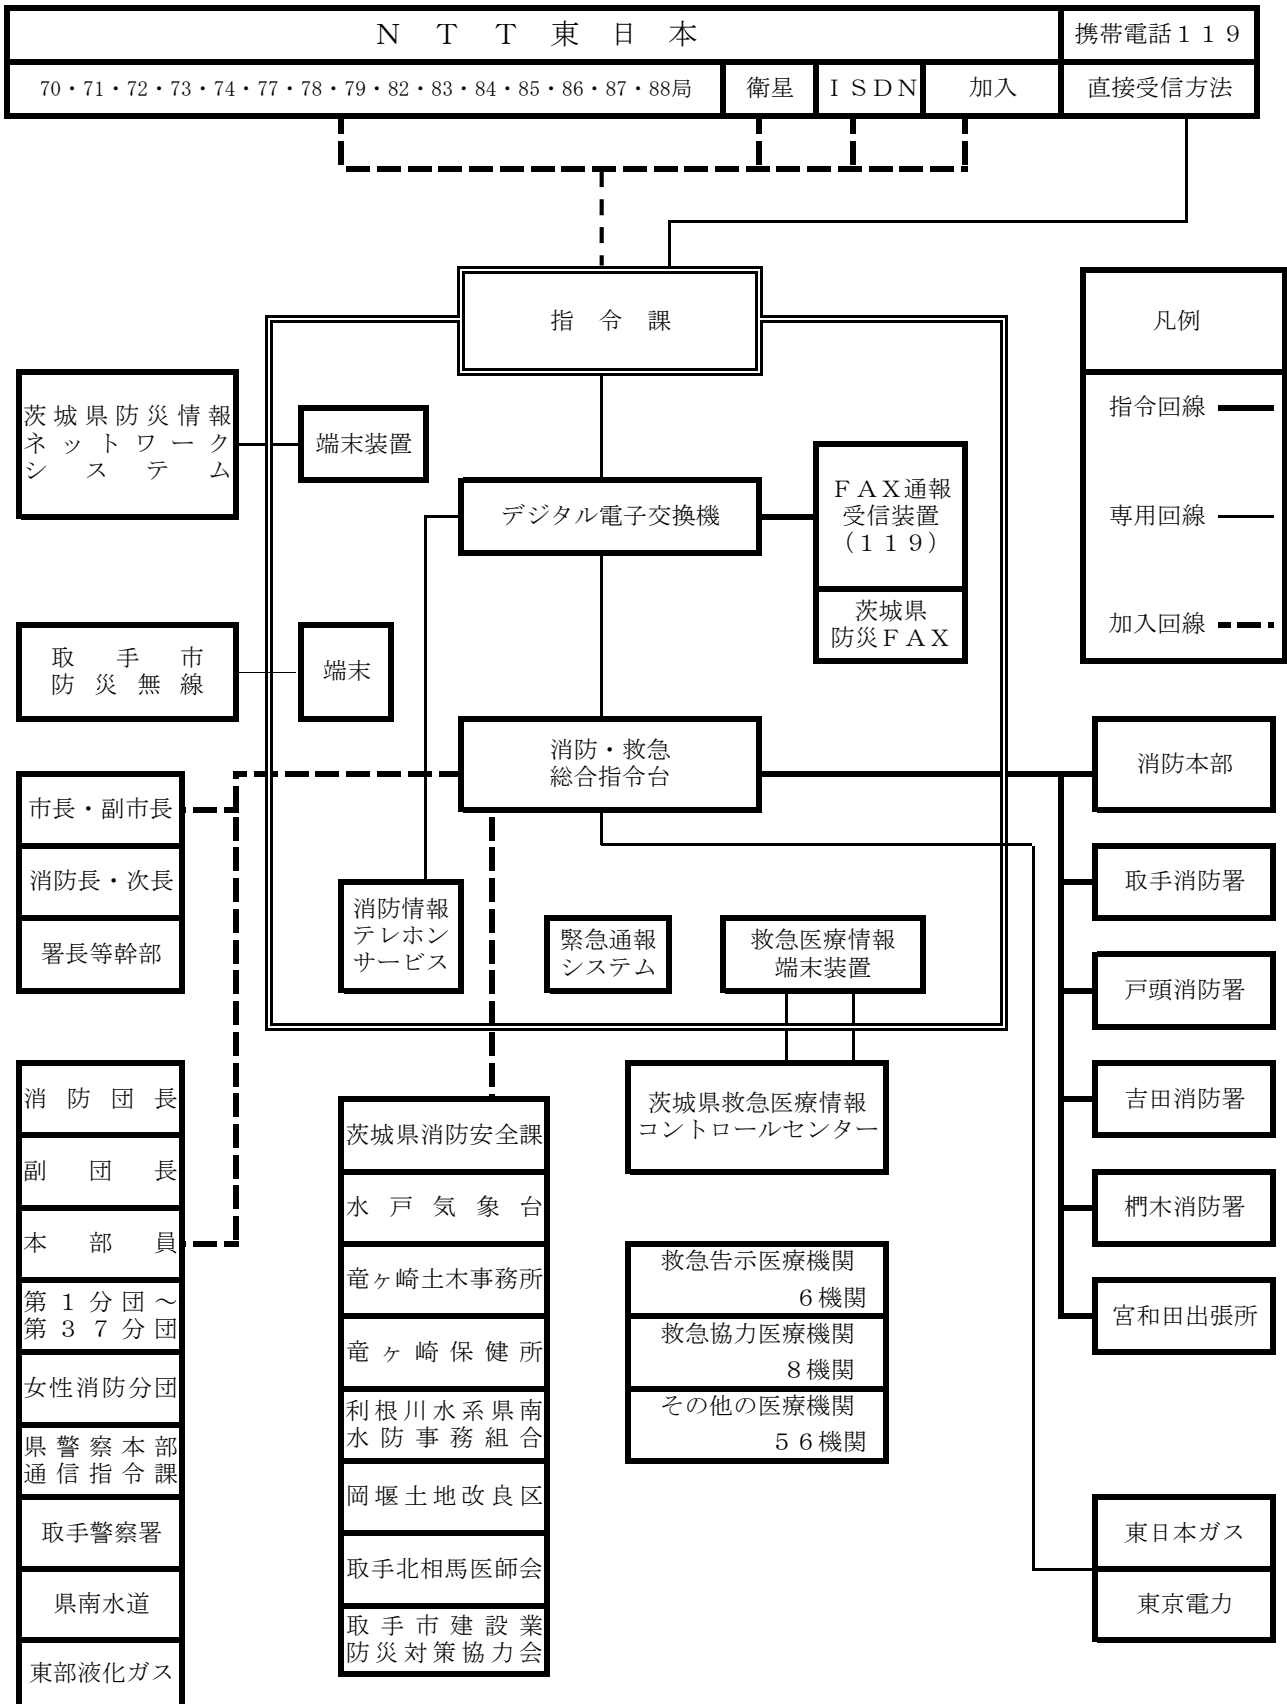 ＮＴＴ東日本
携帯電話１１９
70・71・72・73・74・77・78・79・82・83・84・85・86・87・88局
衛星
ＩＳＤＮ
加入
直接受信方法
指令課
凡例
指令回線
専用回線
加入回線
茨城県防災情報
ネットワーク
システム
端末装置
デジタル電子交換機
ＦＡＸ通報
受信装置
（１１９）
茨城県
防災ＦＡＸ
取手市
防災無線
端末
消防・救急
総合指令台
消防本部
市長・副市長
消防長・次長
署長等幹部
取手消防署
戸頭消防署
吉田消防署
椚木消防署
宮和田出張所
消防情報
テレホン
サービス
緊急通報
システム
救急医療情報
端末装置
消防団長
副団長
本部員
第１分団～
第３７分団
女性消防分団
県警察本部
通信指令課
取手警察署
県南水道
東部液化ガス
茨城県消防安全課
水戸気象台
竜ヶ崎土木事務所
竜ヶ崎保健所
利根川水系県南
水防事務組合
岡堰土地改良区
取手北相馬医師会
取手市建設業
防災対策協力会
茨城県救急医療情報
コントロールセンター
救急告示医療機関
６機関
救急協力医療機関
８機関
その他の医療機関
５６機関
東日本ガス
東京電力